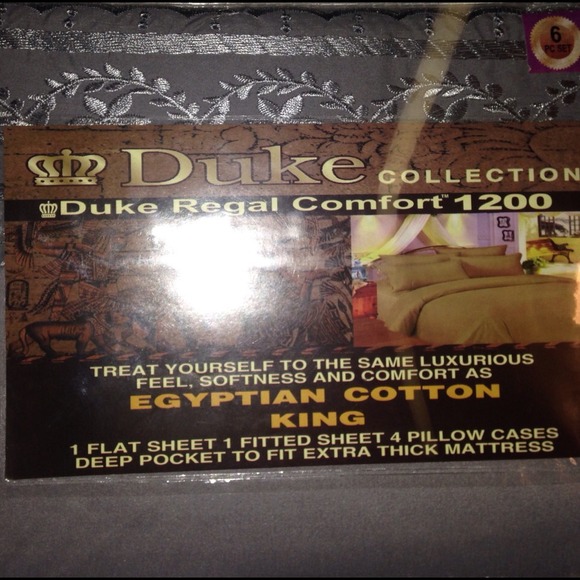 6
PC SET
Duke COLLECTION
Duke Regal Comfort™ 1200
TREAT YOURSELF TO THE SAME LUXURIOUS
FEEL, SOFTNESS AND COMFORT AS
EGYPTIAN COTTON
KING
1 FLAT SHEET 1 FITTED SHEET 4 PILLOW CASES
DEEP POCKET TO FIT EXTRA THICK MATTRESS